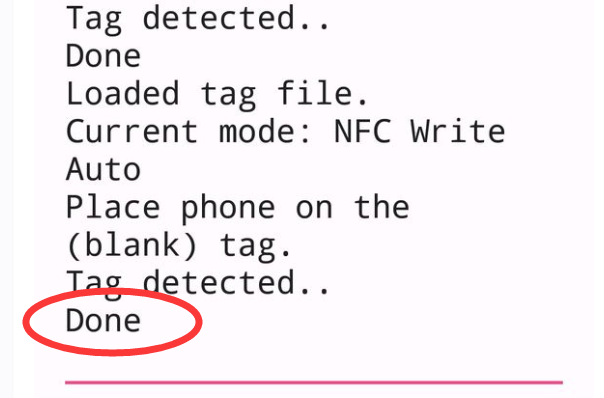 Tag detected..
Done
Loaded tag file.
Current mode: NFC Write
Auto
Place phone on the
(blank) tag.
Tag detected..
Done